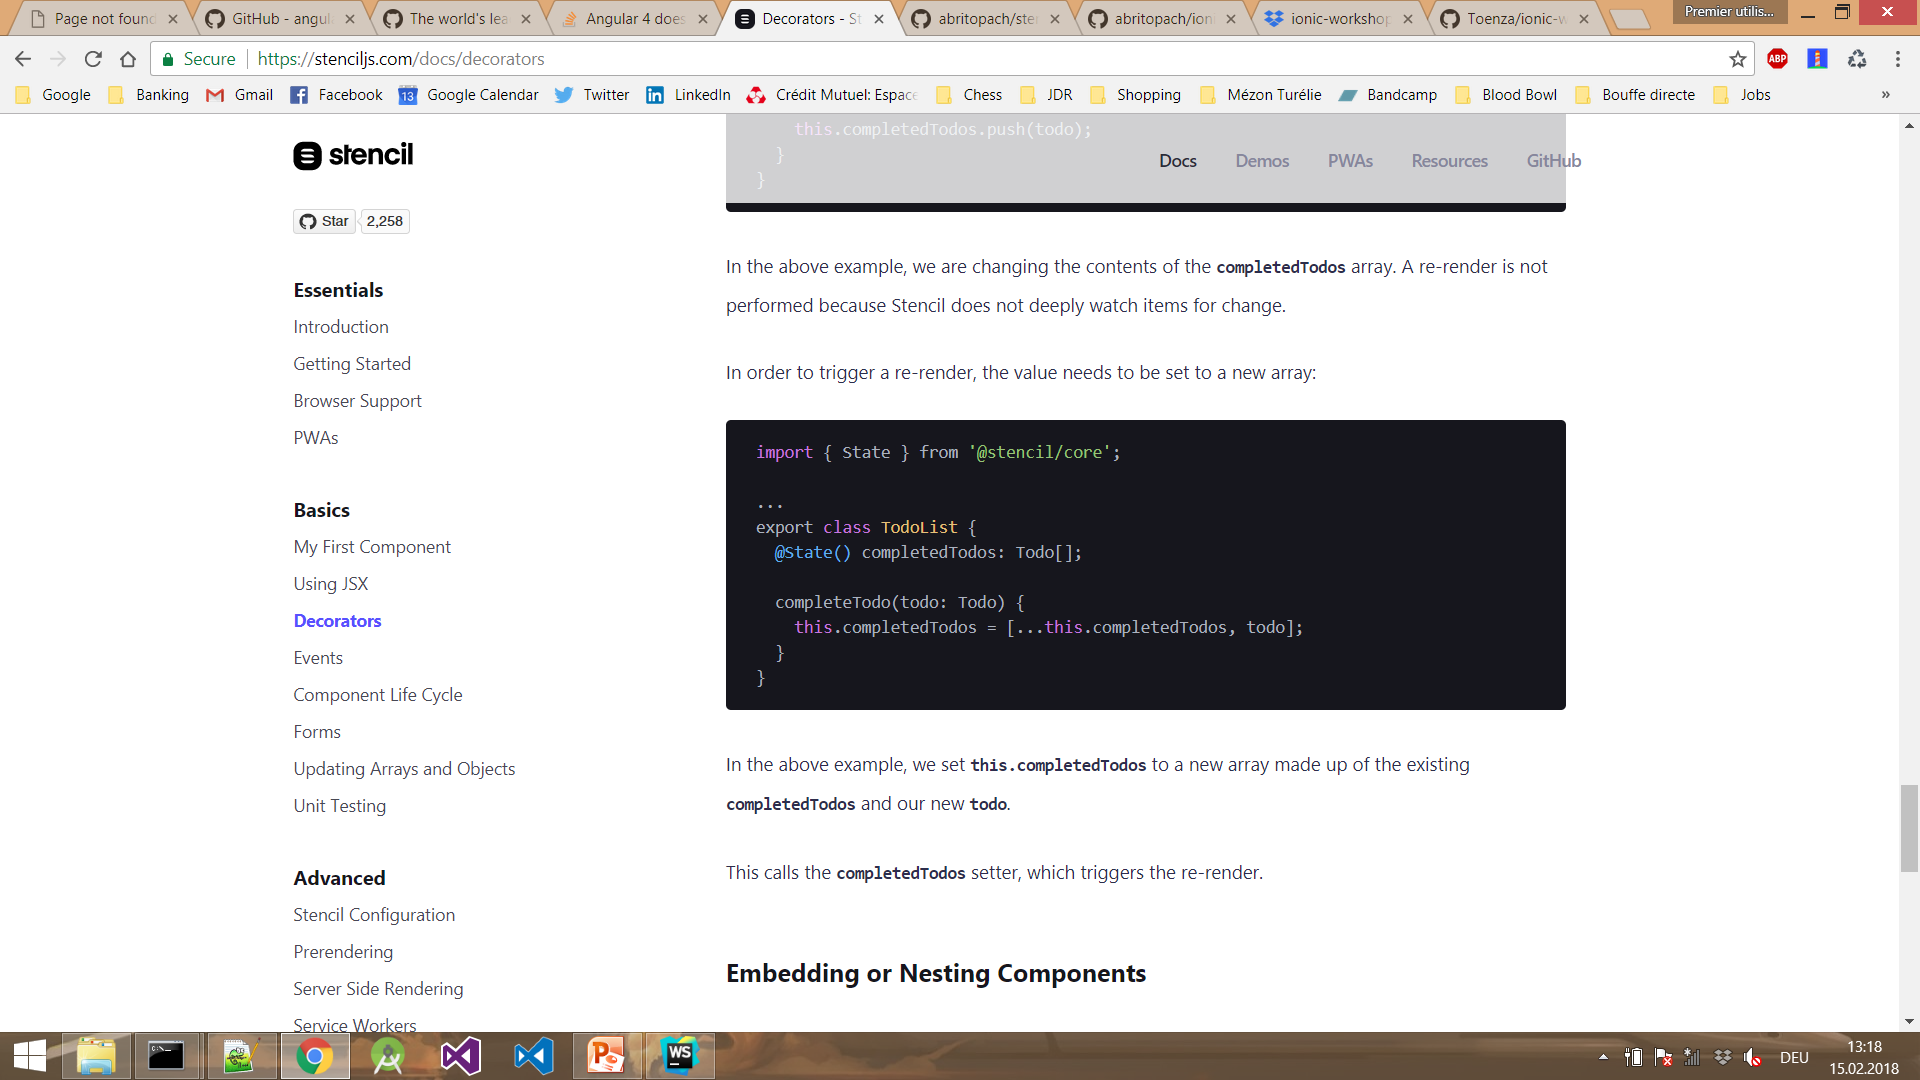 Page not found
GitHub - angul
The world's lea
Angular 4 does
Decorators - St
abritopach/ste
abritopach/ion
ionic-workshop
Toenza/ionic-w
Premier utilis...
Secure
https://stenciljs.com/docs/decorators
ABP
Google
Banking
Gmail
Facebook
13
Google Calendar
Twitter
LinkedIn
Crédit Mutuel: Espace
Chess
JDR
Shopping
Mézon Turélie
Bandcamp
Blood Bowl
Bouffe directe
Jobs
»
stencil
Docs
Demos
PWAs
Resources
GitHub
Star
2,258
Essentials
Introduction
Getting Started
Browser Support
PWAs
Basics
My First Component
Using JSX
Decorators
Events
Component Life Cycle
Forms
Updating Arrays and Objects
Unit Testing
Advanced
Stencil Configuration
Prerendering
Server Side Rendering
Service Workers
this.completedTodos.push(todo);
}
}
In the above example, we are changing the contents of the completedTodos array. A re-render is not
performed because Stencil does not deeply watch items for change.
In order to trigger a re-render, the value needs to be set to a new array:
import { State } from '@stencil/core';
...
export class TodoList {
@State() completedTodos: Todo[];
completeTodo(todo: Todo) {
this.completedTodos = [...this.completedTodos, todo];
}
}
In the above example, we set this.completedTodos to a new array made up of the existing
completedTodos and our new todo.
This calls the completedTodos setter, which triggers the re-render.
Embedding or Nesting Components
WS
DEU
13:18
15.02.2018